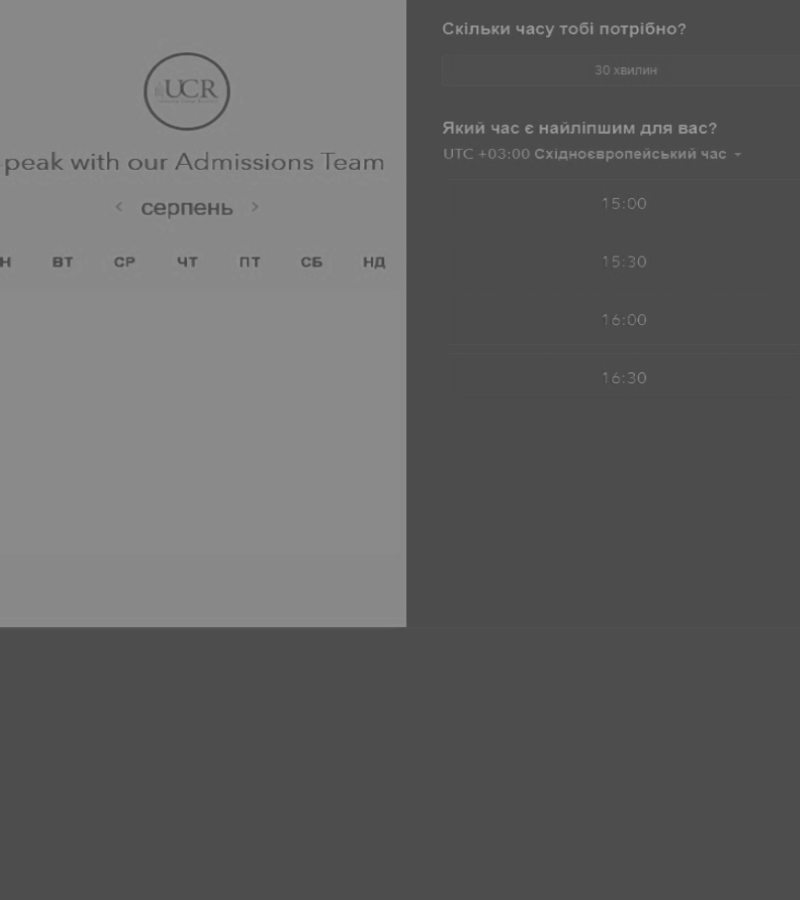 UCR
peak with our Admissions Team
< серпень >
Н ВТ СР ЧТ ПТ СБ НД
Скільки часу тобі потрібно?
30 хвилин
Який час є найліпшим для вас?
UTC +03:00 Східноєвропейський час
15:00
15:30
16:00
16:30